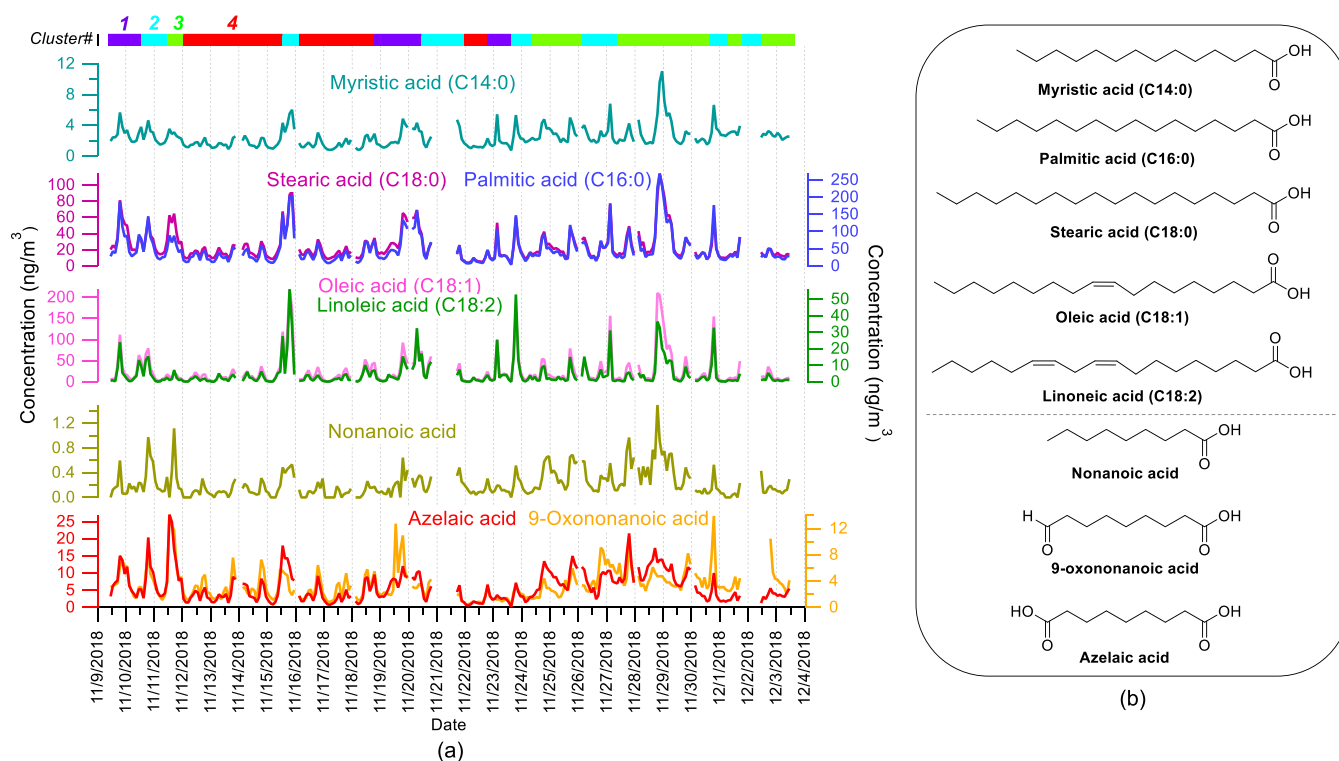 1 2 3 4
Cluster#
Myristic acid (C14:0)
12
8
4
0
Stearic acid (C18:0) Palmitic acid (C16:0)
100
80
60
40
20
0
250
200
150
100
50
0
Oleic acid (C18:1)
Linoleic acid (C18:2)
200
150
100
50
0
50
40
30
20
10
0
Nonanoic acid
1.2
0.8
0.4
0.0
Azelaic acid 9-Oxononanoic acid
25
20
15
10
5
0
12
8
4
0
Concentration (ng/m3)
Concentration (ng/m3)
11/9/2018
11/10/2018
11/11/2018
11/12/2018
11/13/2018
11/14/2018
11/15/2018
11/16/2018
11/17/2018
11/18/2018
11/19/2018
11/20/2018
11/21/2018
11/22/2018
11/23/2018
11/24/2018
11/25/2018
11/26/2018
11/27/2018
11/28/2018
11/29/2018
11/30/2018
12/1/2018
12/2/2018
12/3/2018
12/4/2018
Date
(a)
OH
O
Myristic acid (C14:0)
OH
O
Palmitic acid (C16:0)
OH
O
Stearic acid (C18:0)
O
OH
Oleic acid (C18:1)
O
OH
Linoneic acid (C18:2)
OH
O
Nonanoic acid
H OH
O O
9-oxononanoic acid
HO OH
O O
Azelaic acid
(b)